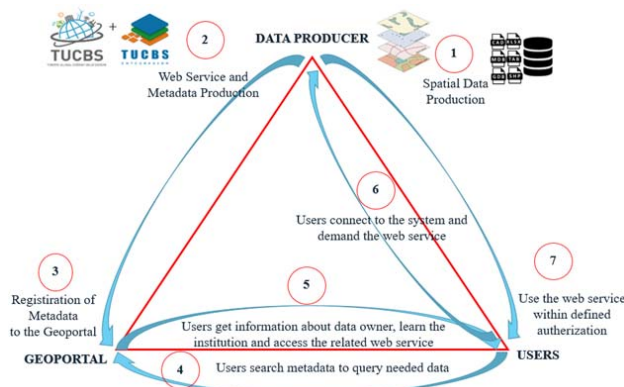 TUCBS
+
TUCBS
2
Web Service and
Metadata Production
DATA PRODUCER
1
Spatial Data
Production
6
Users connect to the system and
demand the web service
3
Registiration of
Metadata
to the Geoportal
5
Users get information about data owner, learn the
institution and access the related web service
7
Use the web service
within defined
autherization
GEOPORTAL
USERS
4
Users search metadata to query needed data